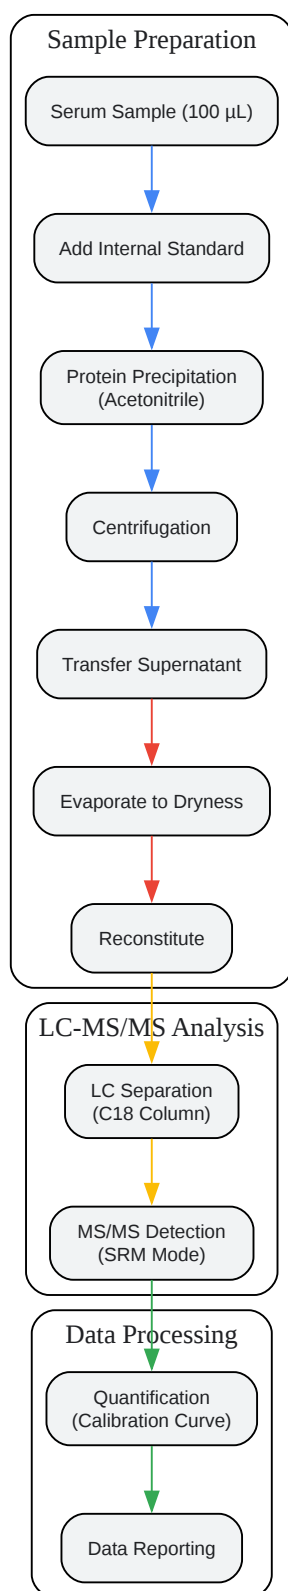 Sample Preparation
Serum Sample (100 µL)
Add Internal Standard
Protein Precipitation
(Acetonitrile)
Centrifugation
Transfer Supernatant
Evaporate to Dryness
Reconstitute
LC-MS/MS Analysis
LC Separation
(C18 Column)
MS/MS Detection
(SRM Mode)
Data Processing
Quantification
(Calibration Curve)
Data Reporting